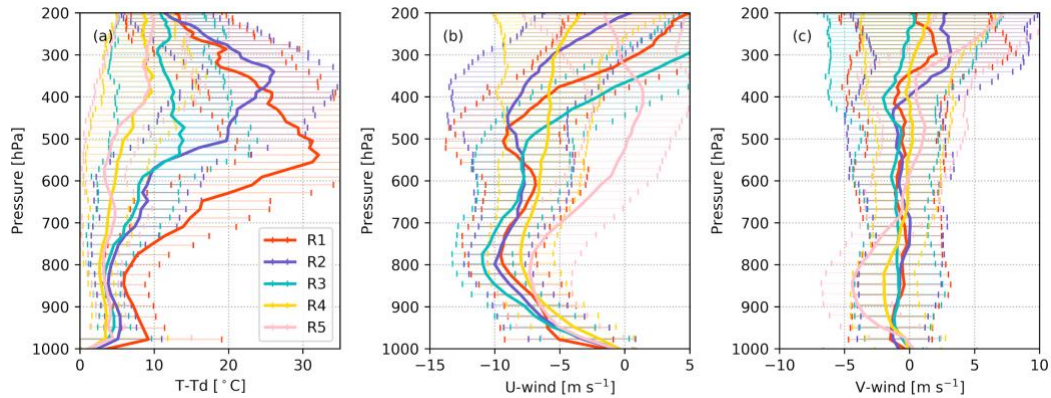 (a)
Pressure [hPa]
200
300
400
500
600
700
800
900
1000
R1
R2
R3
R4
R5
0 10 20 30
T-Td [°C]
(b)
Pressure [hPa]
200
300
400
500
600
700
800
900
1000
−15 −10 −5 0 5
U-wind [m s⁻¹]
(c)
Pressure [hPa]
200
300
400
500
600
700
800
900
1000
−10 −5 0 5 10
V-wind [m s⁻¹]